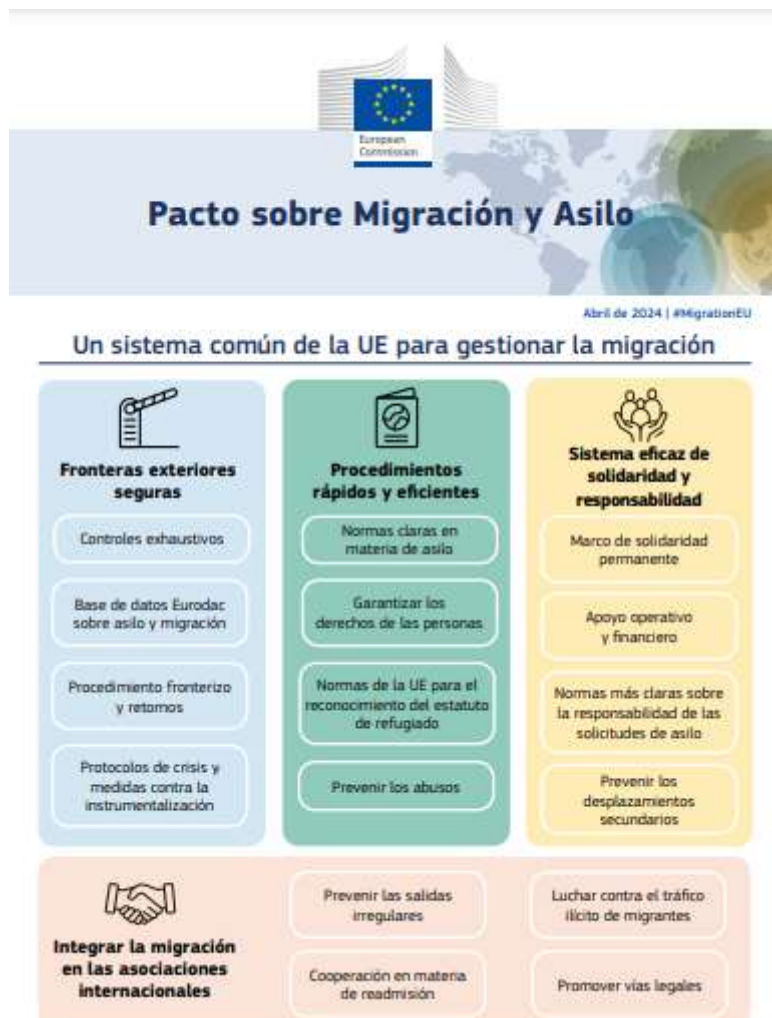 European
Commission
Pacto sobre Migración y Asilo
Abril de 2024 | #MigrationEU
Un sistema común de la UE para gestionar la migración
Fronteras exteriores
seguras
Controles exhaustivos
Base de datos Eurodac
sobre asilo y migración
Procedimiento fronterizo
y retornos
Protocolos de crisis y
medidas contra la
instrumentalización
Procedimientos
rápidos y eficientes
Normas claras en
materia de asilo
Garantizar los
derechos de las personas
Normas de la UE para el
reconocimiento del estatuto
de refugiado
Prevenir los abusos
Sistema eficaz de
solidaridad y
responsabilidad
Marco de solidaridad
permanente
Apoyo operativo
y financiero
Normas más claras sobre
la responsabilidad de las
solicitudes de asilo
Prevenir los
desplazamientos
secundarios
Integrar la migración
en las asociaciones
internacionales
Prevenir las salidas
irregulares
Luchar contra el tráfico
ilícito de migrantes
Cooperación en materia
de readmisión
Promover vías legales